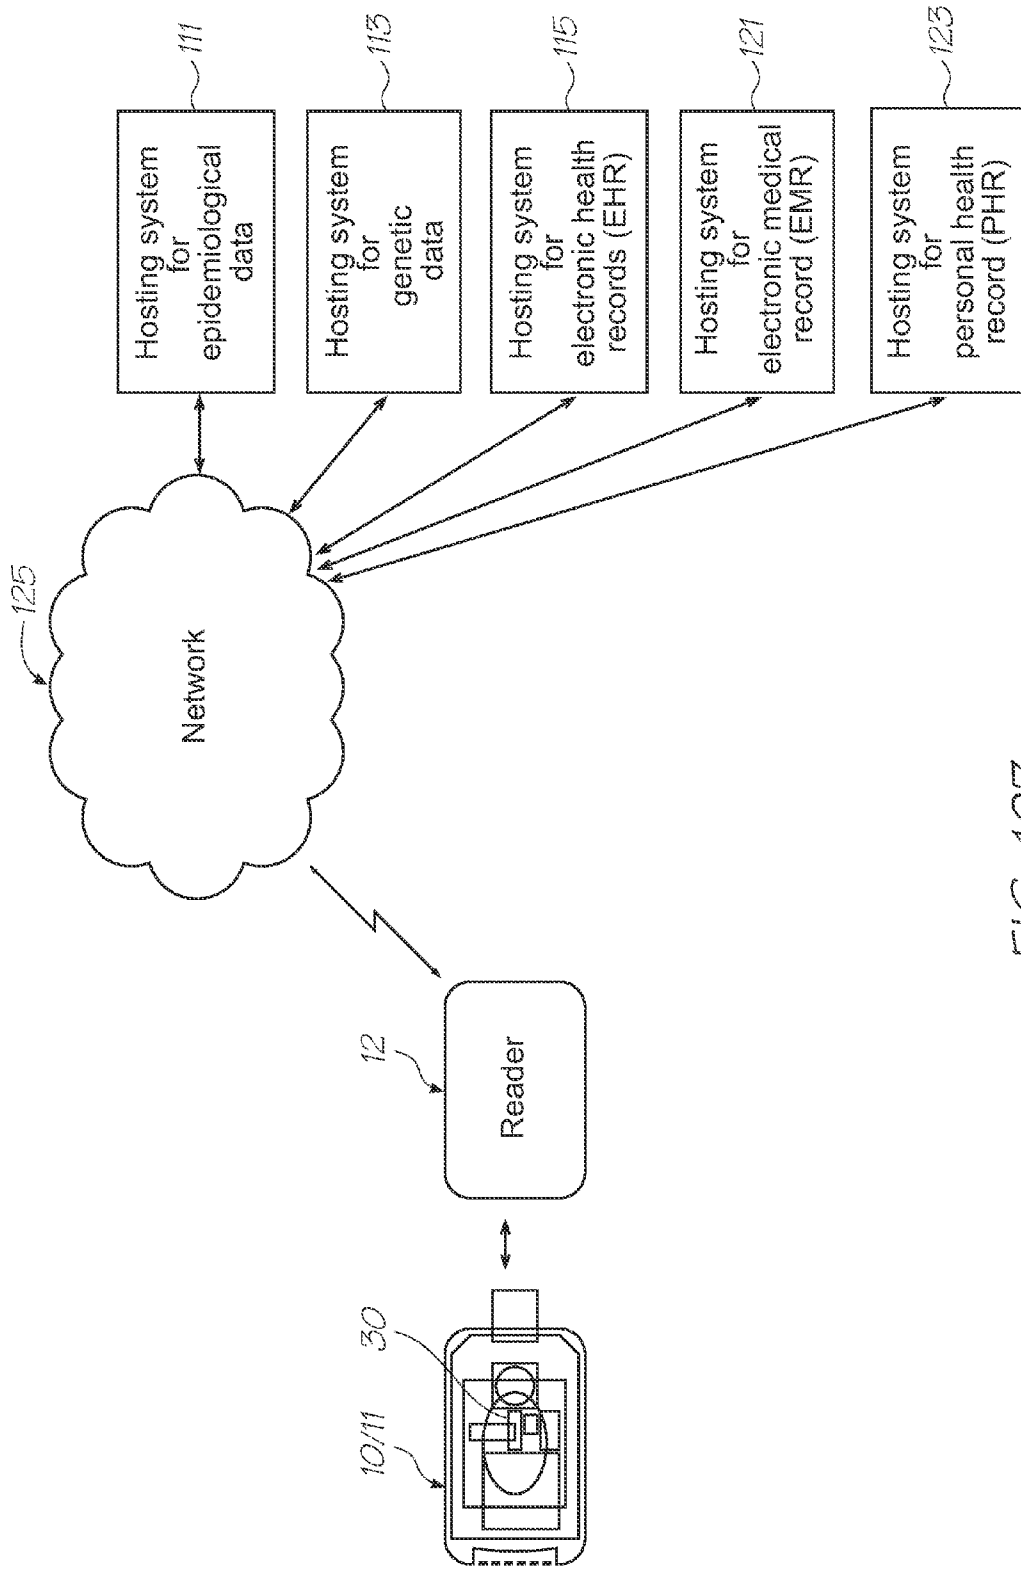 125
Network
10/11
30
12
Reader
Hosting system
for
epidemiological
data
111
Hosting system
for
genetic
data
113
Hosting system
for
electronic health
records (EHR)
115
Hosting system
for
electronic medical
record (EMR)
121
Hosting system
for
personal health
record (PHR)
123